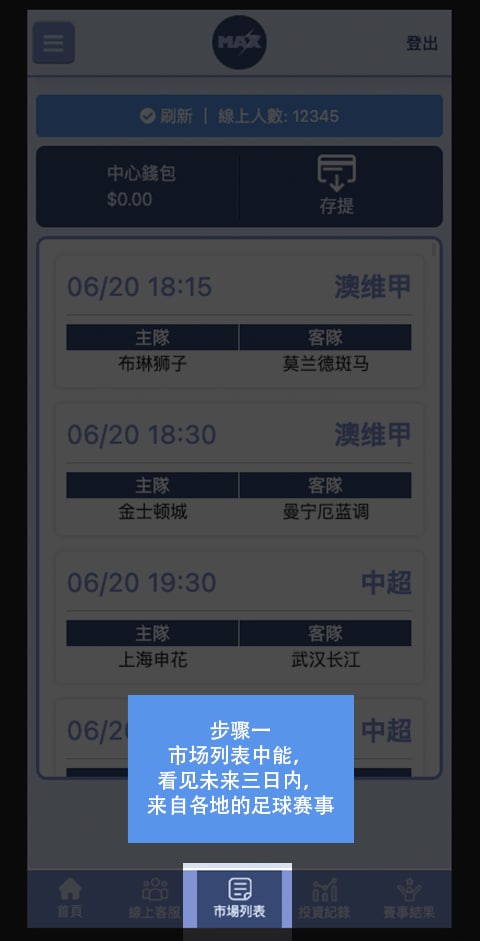 MAX
登出
刷新 | 線上人數: 12345
中心錢包
$0.00
存提
06/20 18:15 澳维甲
主隊 客隊
布琳狮子 莫兰德斑马
06/20 18:30 澳维甲
主隊 客隊
金士顿城 曼宁厄蓝调
06/20 19:30 中超
主隊 客隊
上海申花 武汉长江
06/2 中超
步骤一
市场列表中能,
看见未来三日内,
来自各地的足球赛事
首頁 線上客服 市場列表 投資紀錄 賽事結果